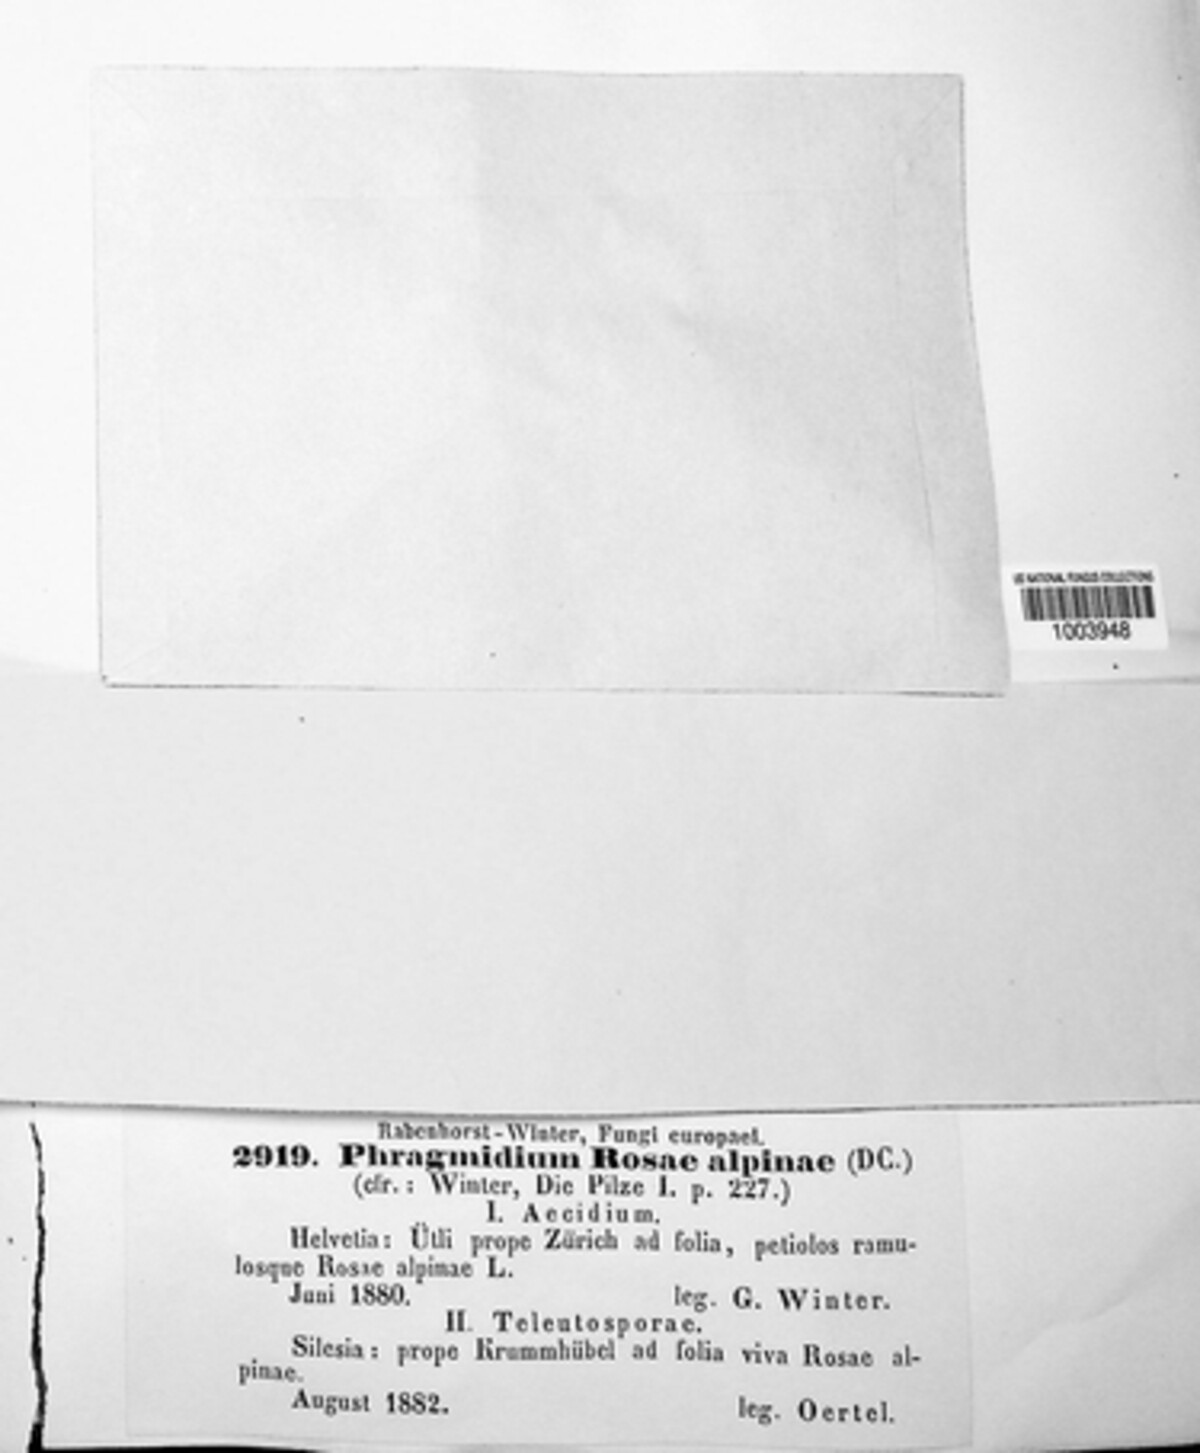 US NATIONAL FUNGUS COLLECTIONS
1003948
Rabenhorst-Winter, Fungi europaei.
2919. Phragmidium Rosae alpinae (DC.)
(cfr.: Winter, Die Pilze I. p. 227.)
I. Aecidium.
Helvetia: Ütli prope Zürich ad folia, petiolos ramu-
losque Rosae alpinae L.
Juni 1880. leg. G. Winter.
II. Teleutosporae.
Silesia: prope Krummhübel ad folia viva Rosae al-
pinae.
August 1882. leg. Oertel.